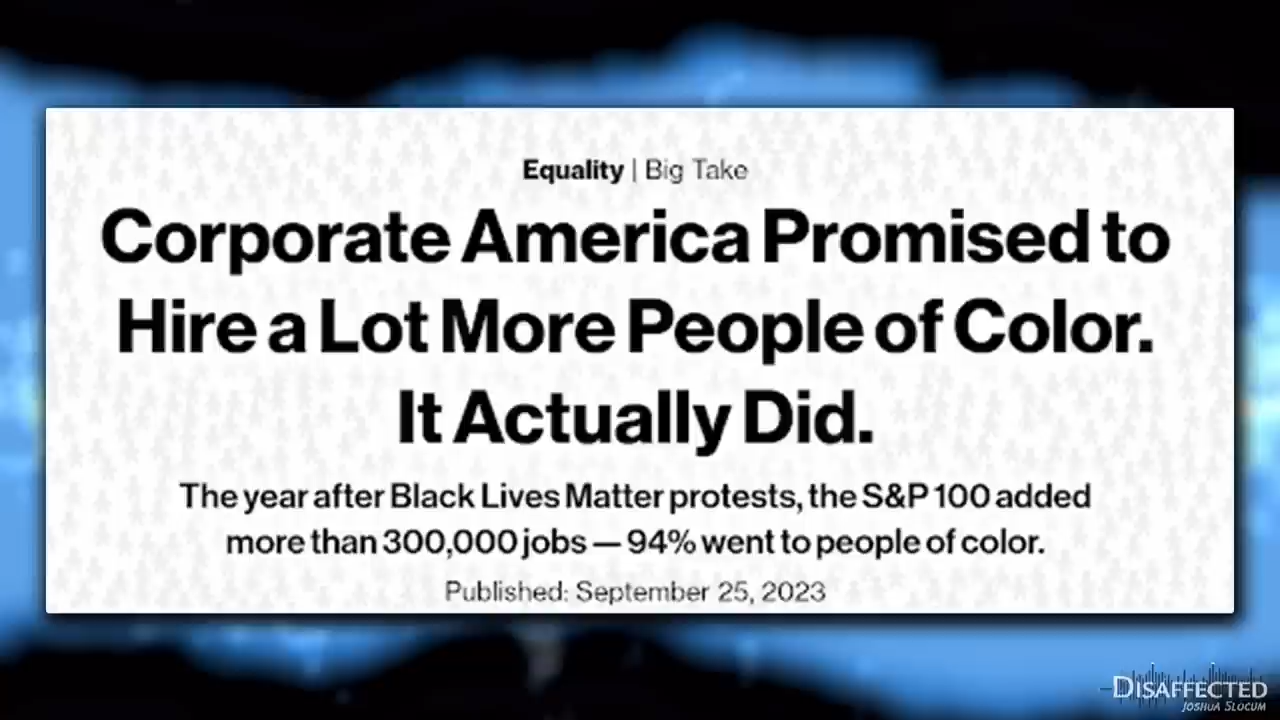 Equality | Big Take
Corporate America Promised to
Hire a Lot More People of Color.
It Actually Did.
The year after Black Lives Matter protests, the S&P 100 added
more than 300,000 jobs — 94% went to people of color.
Published: September 25, 2023
DISAFFECTED
JOSHUA SLOCUM